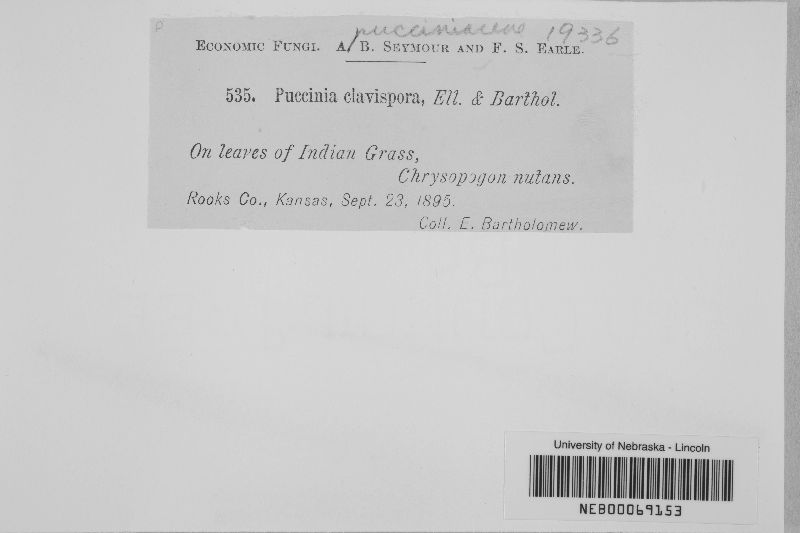 P
pucciniaceae 19336
ECONOMIC FUNGI. A. B. SEYMOUR AND F. S. EARLE.
535. Puccinia clavispora, Ell. & Barthol.
On leaves of Indian Grass,
Chrysopogon nutans.
Rooks Co., Kansas, Sept. 23, 1895.
Coll. E. Bartholomew.
University of Nebraska - Lincoln
NEB00069153